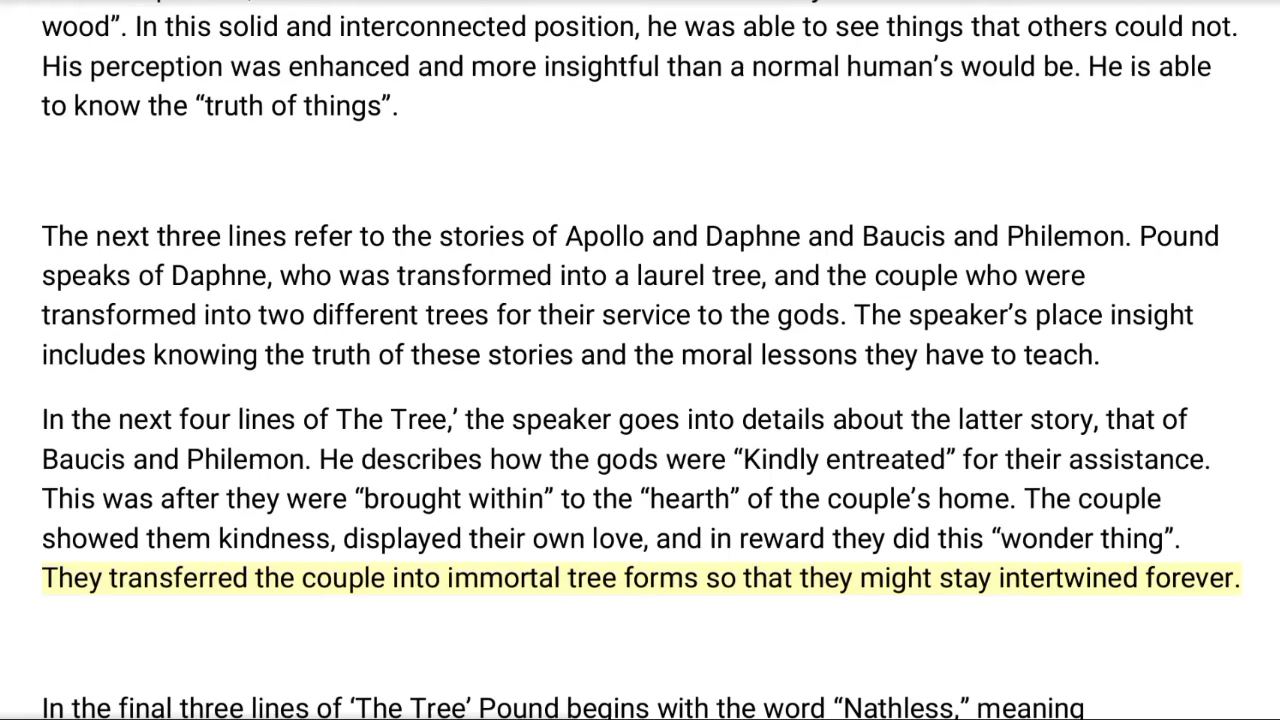 wood”. In this solid and interconnected position, he was able to see things that others could not.
His perception was enhanced and more insightful than a normal human’s would be. He is able
to know the “truth of things”.
The next three lines refer to the stories of Apollo and Daphne and Baucis and Philemon. Pound
speaks of Daphne, who was transformed into a laurel tree, and the couple who were
transformed into two different trees for their service to the gods. The speaker’s place insight
includes knowing the truth of these stories and the moral lessons they have to teach.
In the next four lines of The Tree,’ the speaker goes into details about the latter story, that of
Baucis and Philemon. He describes how the gods were “Kindly entreated” for their assistance.
This was after they were “brought within” to the “hearth” of the couple’s home. The couple
showed them kindness, displayed their own love, and in reward they did this “wonder thing”.
They transferred the couple into immortal tree forms so that they might stay intertwined forever.
In the final three lines of ‘The Tree’ Pound begins with the word “Nathless,” meaning